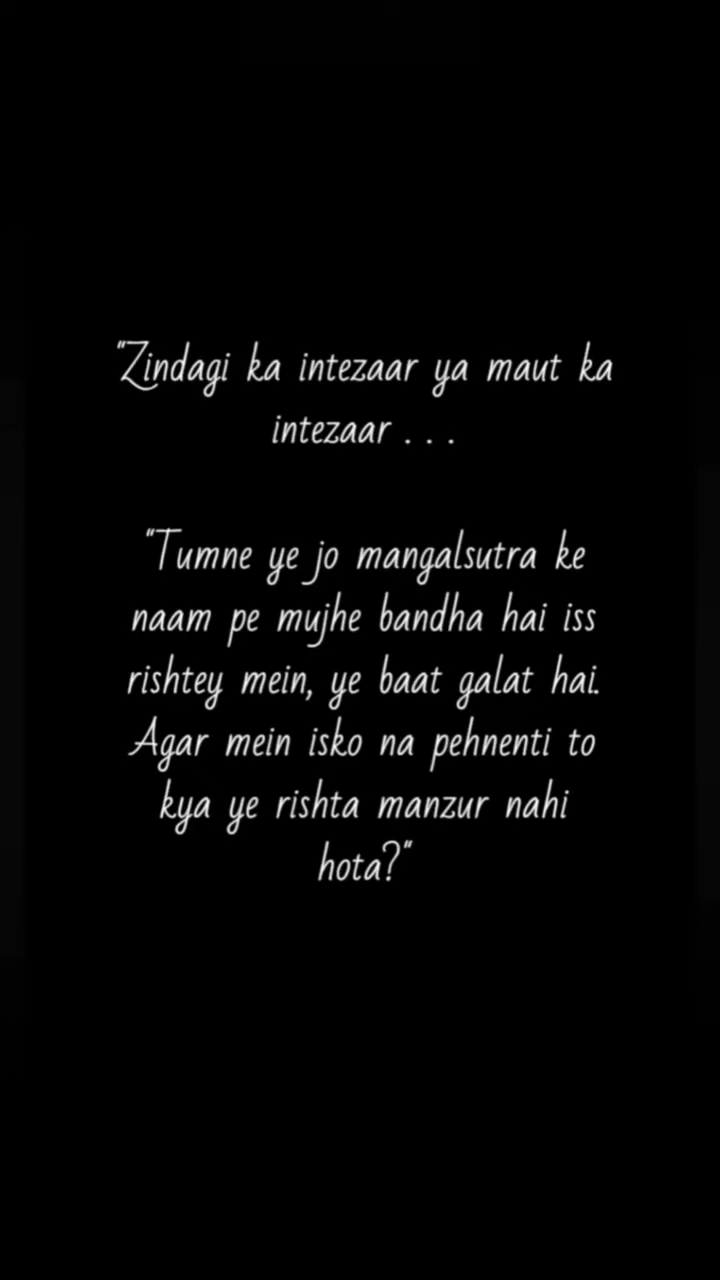 "Zindagi ka intezaar ya maut ka
intezaar . . .
"Tumne ye jo mangalsutra ke
naam pe mujhe bandha hai iss
rishtey mein, ye baat galat hai.
Agar mein isko na pehnenti to
kya ye rishta manzur nahi
hota?"